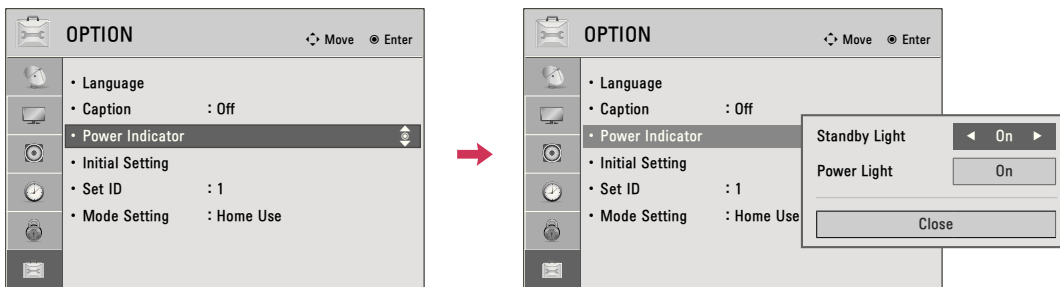 OPTION Move Enter
• Language
• Caption : Off
• Power Indicator
• Initial Setting
• Set ID : 1
• Mode Setting : Home Use
OPTION Move Enter
• Language
• Caption : Off
• Power Indicator
• Initial Setting
• Set ID : 1
• Mode Setting : Home Use
Standby Light ◄ On ►
Power Light On
Close